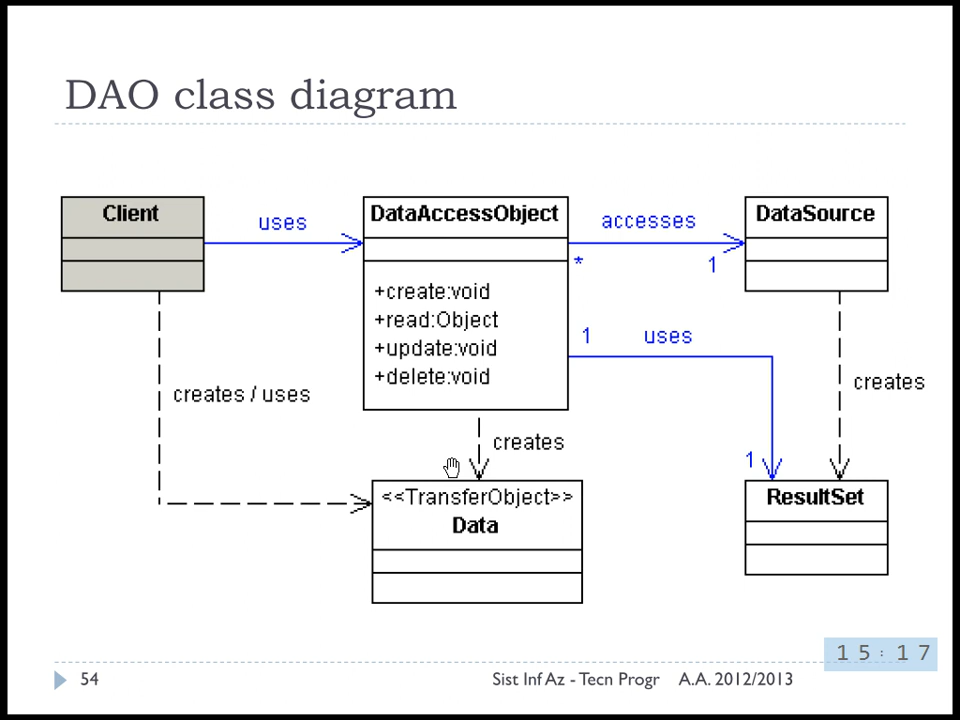 DAO class diagram
Client
uses
DataAccessObject
accesses
DataSource
*
1
+create:void
+read:Object
+update:void
+delete:void
1
uses
creates / uses
creates
creates
1
<<TransferObject>>
Data
ResultSet
15:17
54
Sist Inf Az - Tecn Progr
A.A. 2012/2013